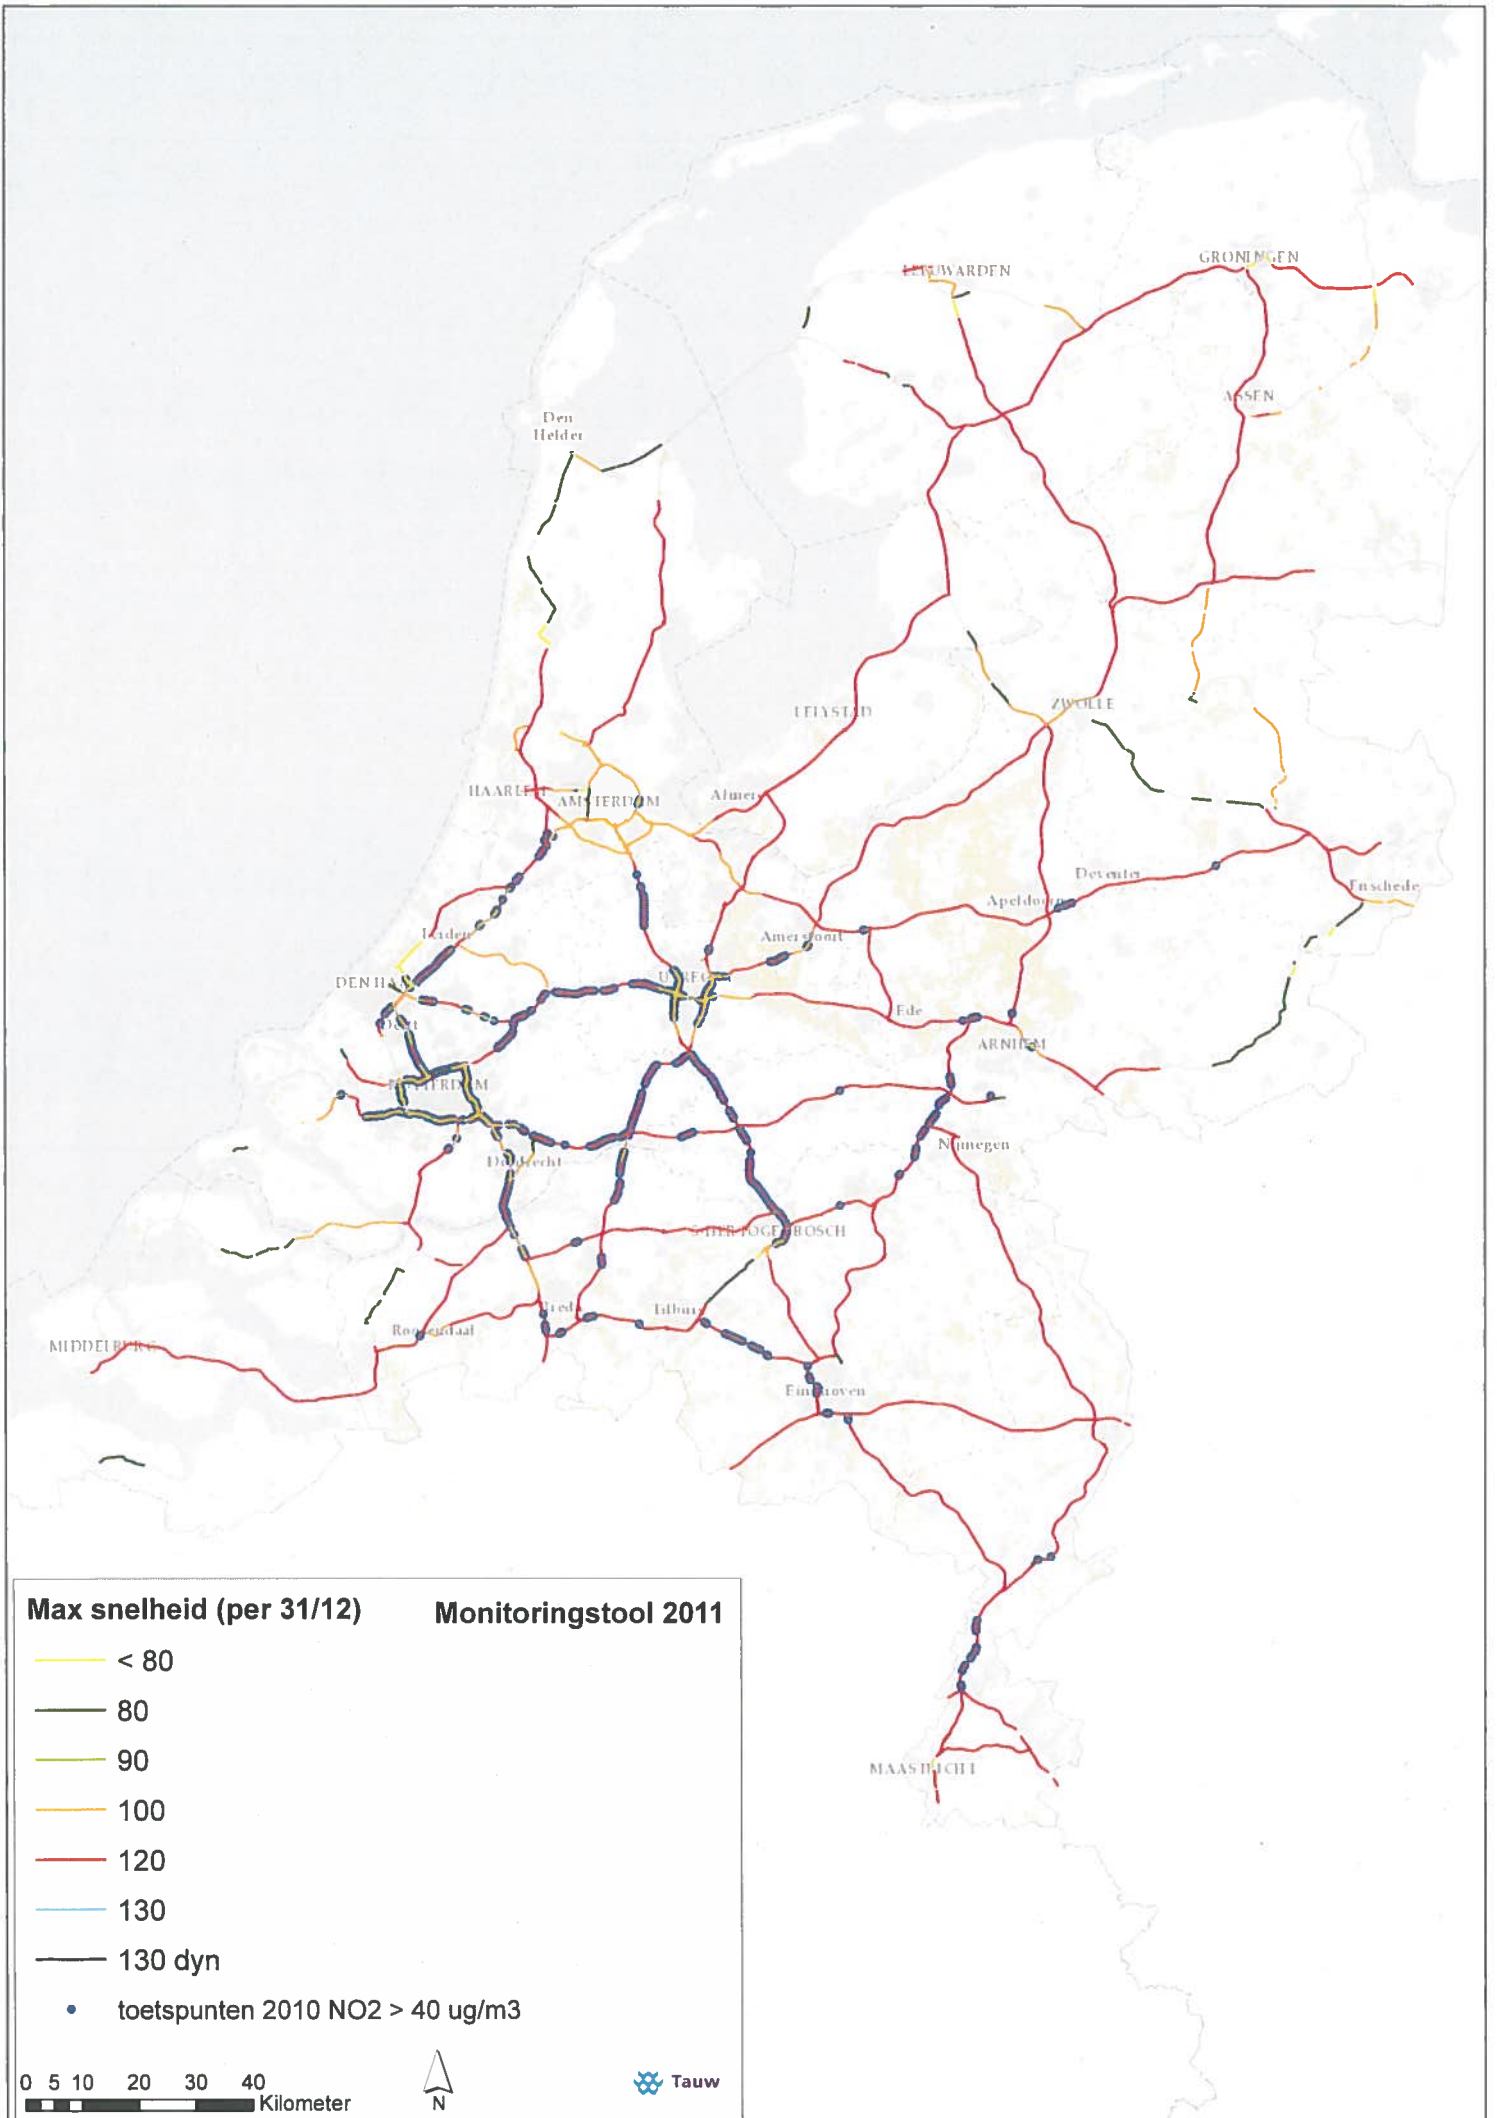 LEEUWARDEN
GRONINGEN
ASSEN
Den
Helder
LELYSTAD
ZWOLLE
HAARLEM
AMSTERDAM
Almere
Deventer
Enschede
Apeldoorn
Leiden
Amersfoort
DEN HAAG
UTRECHT
Ede
Delft
ARNHEM
ROTTERDAM
Nijmegen
Dordrecht
S-HERTOGENBOSCH
Breda
Tilburg
Roosendaal
MIDDELBURG
Eindhoven
MAASTRICHT
Max snelheid (per 31/12)
Monitoringstool 2011
< 80
80
90
100
120
130
130 dyn
toetspunten 2010 NO2 > 40 ug/m3
0 5 10 20 30 40
Kilometer
N
Tauw